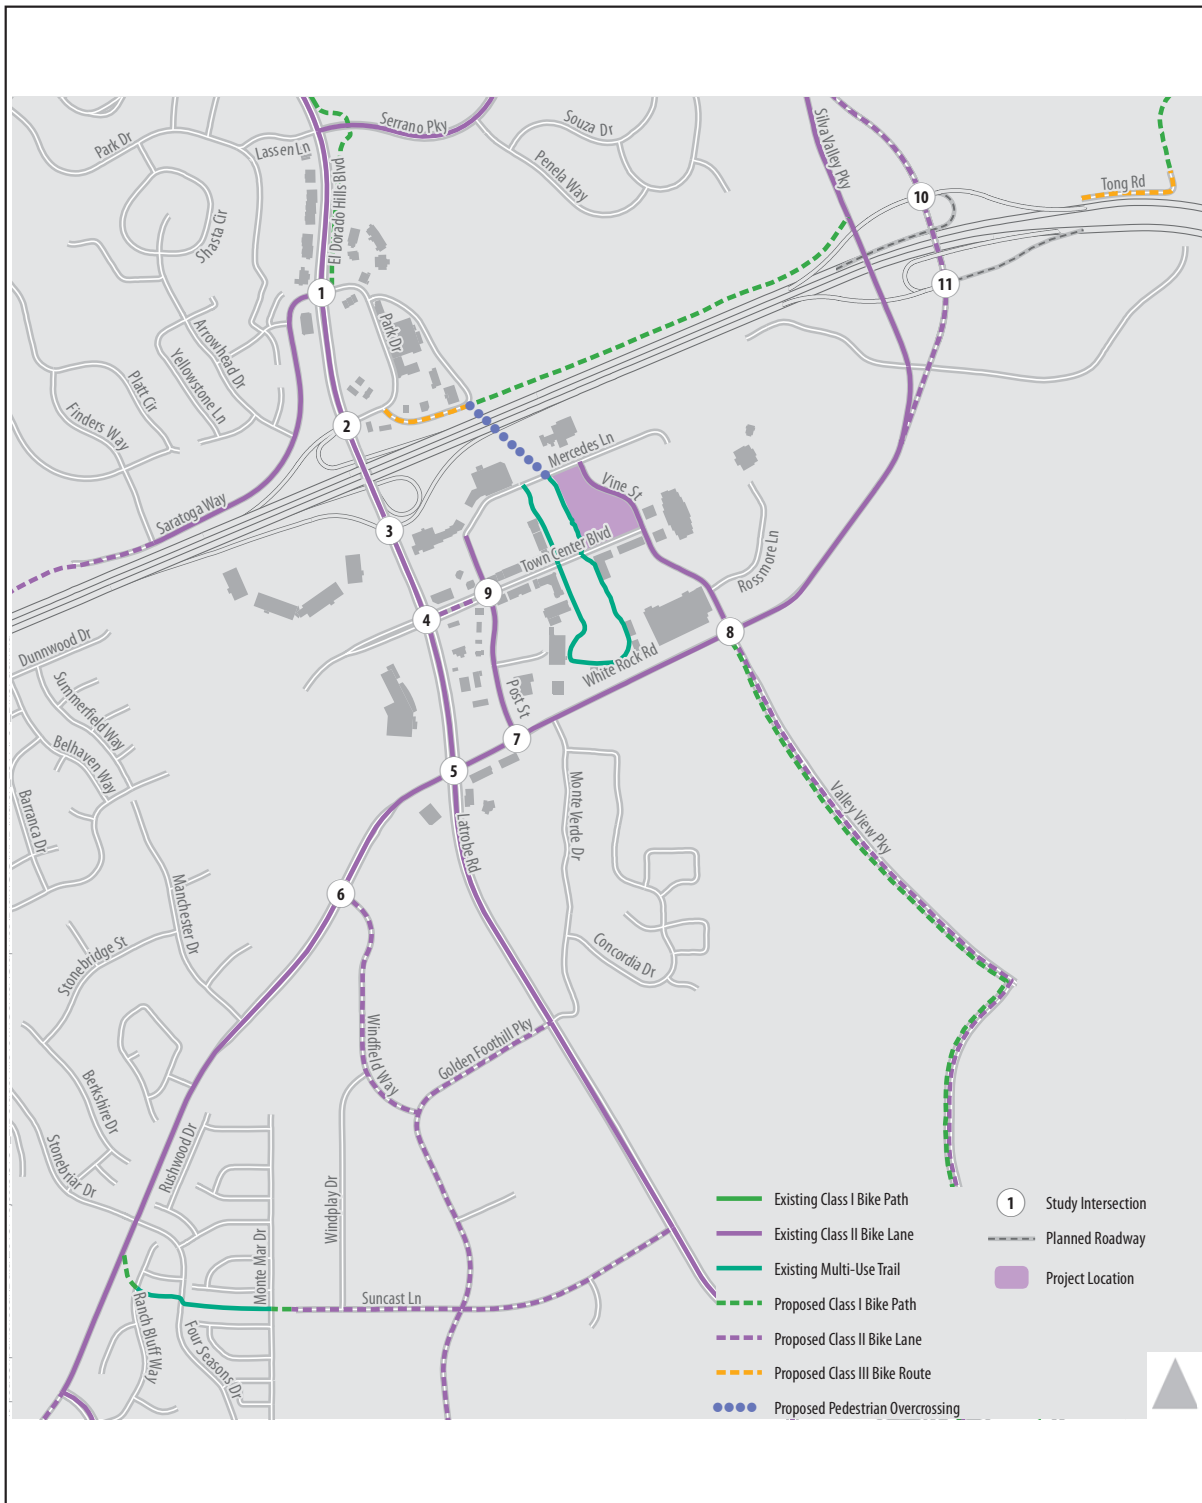 Serrano Pky
Souza Dr
Silva Valley Pky
Park Dr
Lassen Ln
Penela Way
Tong Rd
El Dorado Hills Blvd
Shasta Cir
10
11
1
Park Dr
Arrowhead Dr
Yellowstone Ln
Platt Cir
Finders Way
2
Mercedes Ln
Vine St
Saratoga Way
3
Town Center Blvd
Rossmore Ln
9
4
8
Dunnwood Dr
White Rock Rd
Summerfield Way
Post St
7
Belhaven Way
5
Barranca Dr
Latrobe Rd
Monte Verde Dr
Valley View Pky
6
Manchester Dr
Stonebridge St
Concordia Dr
Windfield Way
Golden Foothill Pky
Berkshire Dr
Rushwood Dr
Stonebriar Dr
Windplay Dr
Monte Mar Dr
Suncast Ln
Ranch Bluff Way
Four Seasons Dr
Existing Class I Bike Path
Existing Class II Bike Lane
Existing Multi-Use Trail
Proposed Class I Bike Path
Proposed Class II Bike Lane
Proposed Class III Bike Route
Proposed Pedestrian Overcrossing
1 Study Intersection
Planned Roadway
Project Location